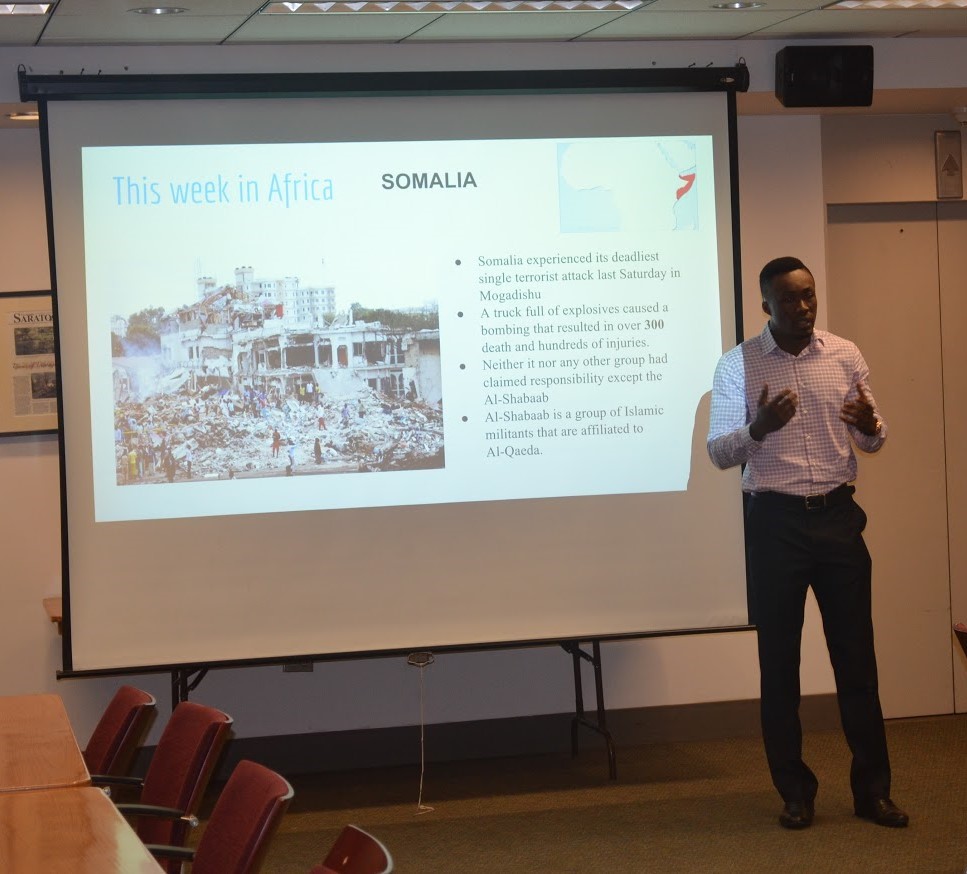 This week in Africa
SOMALIA
● Somalia experienced its deadliest
single terrorist attack last Saturday in
Mogadishu
● A truck full of explosives caused a
bombing that resulted in over 300
death and hundreds of injuries.
● Neither it nor any other group had
claimed responsibility except the
Al-Shabaab
● Al-Shabaab is a group of Islamic
militants that are affiliated to
Al-Qaeda.